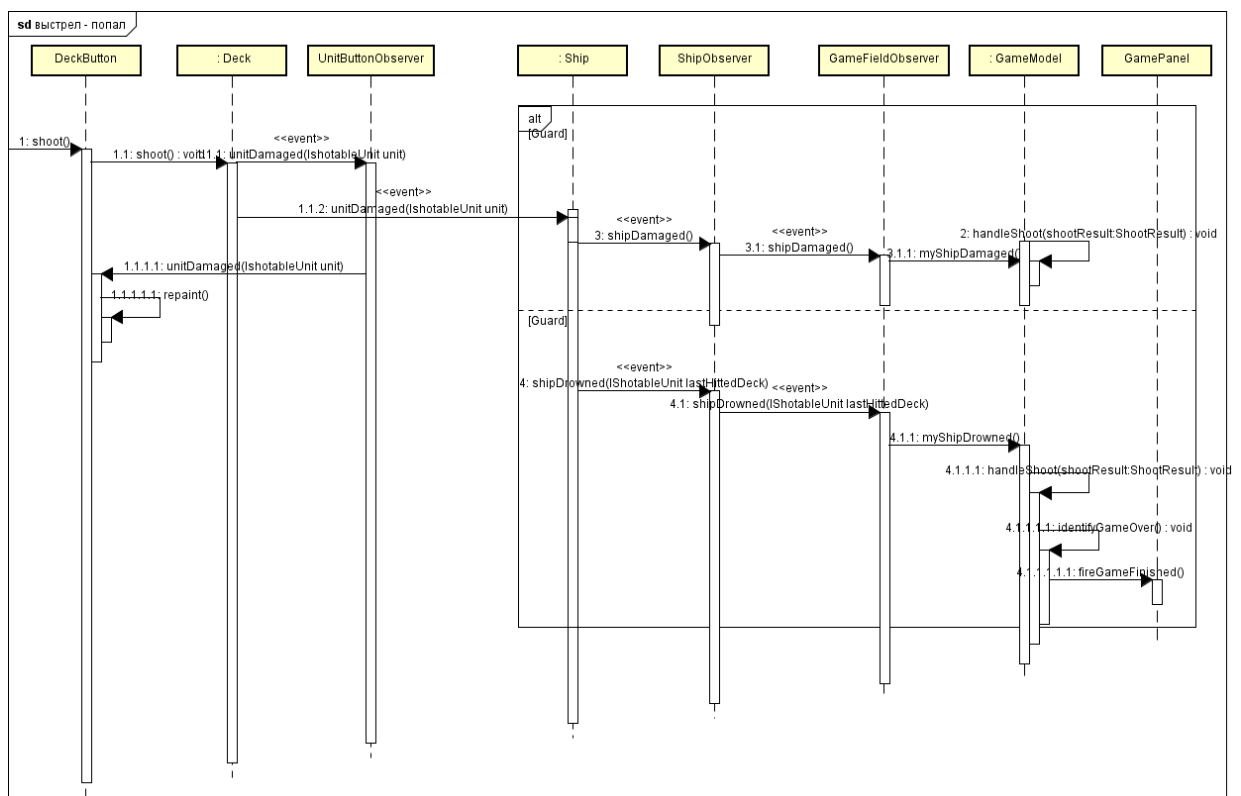 sd выстрел - попал
DeckButton
: Deck
UnitButtonObserver
: Ship
ShipObserver
GameFieldObserver
: GameModel
GamePanel
alt
[Guard]
1: shoot()
<<event>>
1.1: shoot() : void
1.1.1: unitDamaged(IshotableUnit unit)
<<event>>
1.1.2: unitDamaged(IshotableUnit unit)
<<event>>
3: shipDamaged()
<<event>>
3.1: shipDamaged()
2: handleShoot(shootResult:ShootResult) : void
3.1.1: myShipDamaged()
1.1.1.1: unitDamaged(IshotableUnit unit)
1.1.1.1.1: repaint()
[Guard]
<<event>>
4: shipDrowned(IShotableUnit lastHittedDeck)
<<event>>
4.1: shipDrowned(IShotableUnit lastHittedDeck)
4.1.1: myShipDrowned()
4.1.1.1: handleShoot(shootResult:ShootResult) : void
4.1.1.1.1: identifyGameOver() : void
4.1.1.1.1.1: fireGameFinished()